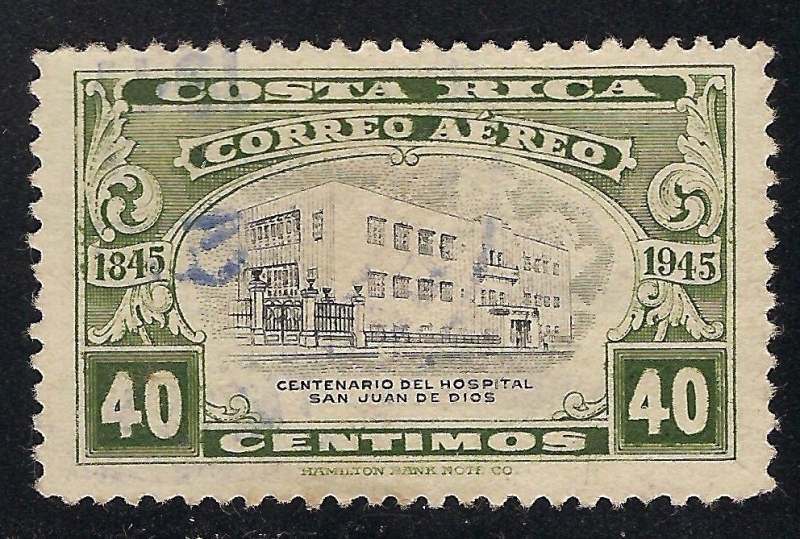 COSTA RICA
CORREO AÉREO
1845 1945
CENTENARIO DEL HOSPITAL
SAN JUAN DE DIOS
40 CENTIMOS 40
HAMILTON BANK NOTE CO